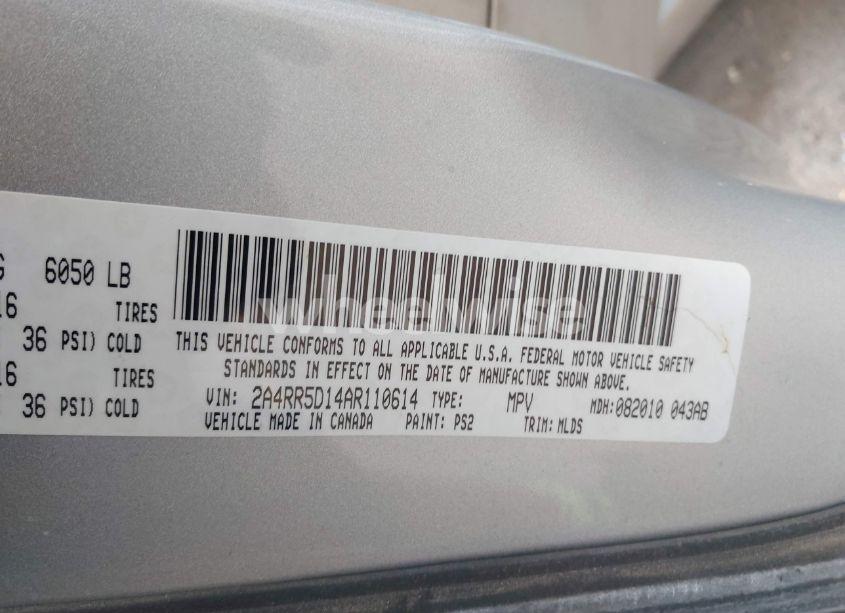 6050 LB
TIRES
36 PSI) COLD
TIRES
36 PSI) COLD
wheelwise
THIS VEHICLE CONFORMS TO ALL APPLICABLE U.S.A. FEDERAL MOTOR VEHICLE SAFETY
STANDARDS IN EFFECT ON THE DATE OF MANUFACTURE SHOWN ABOVE.
VIN: 2A4RR5D14AR110614 TYPE: MPV MDH:082010 043AB
VEHICLE MADE IN CANADA PAINT: PS2 TRIM: MLDS